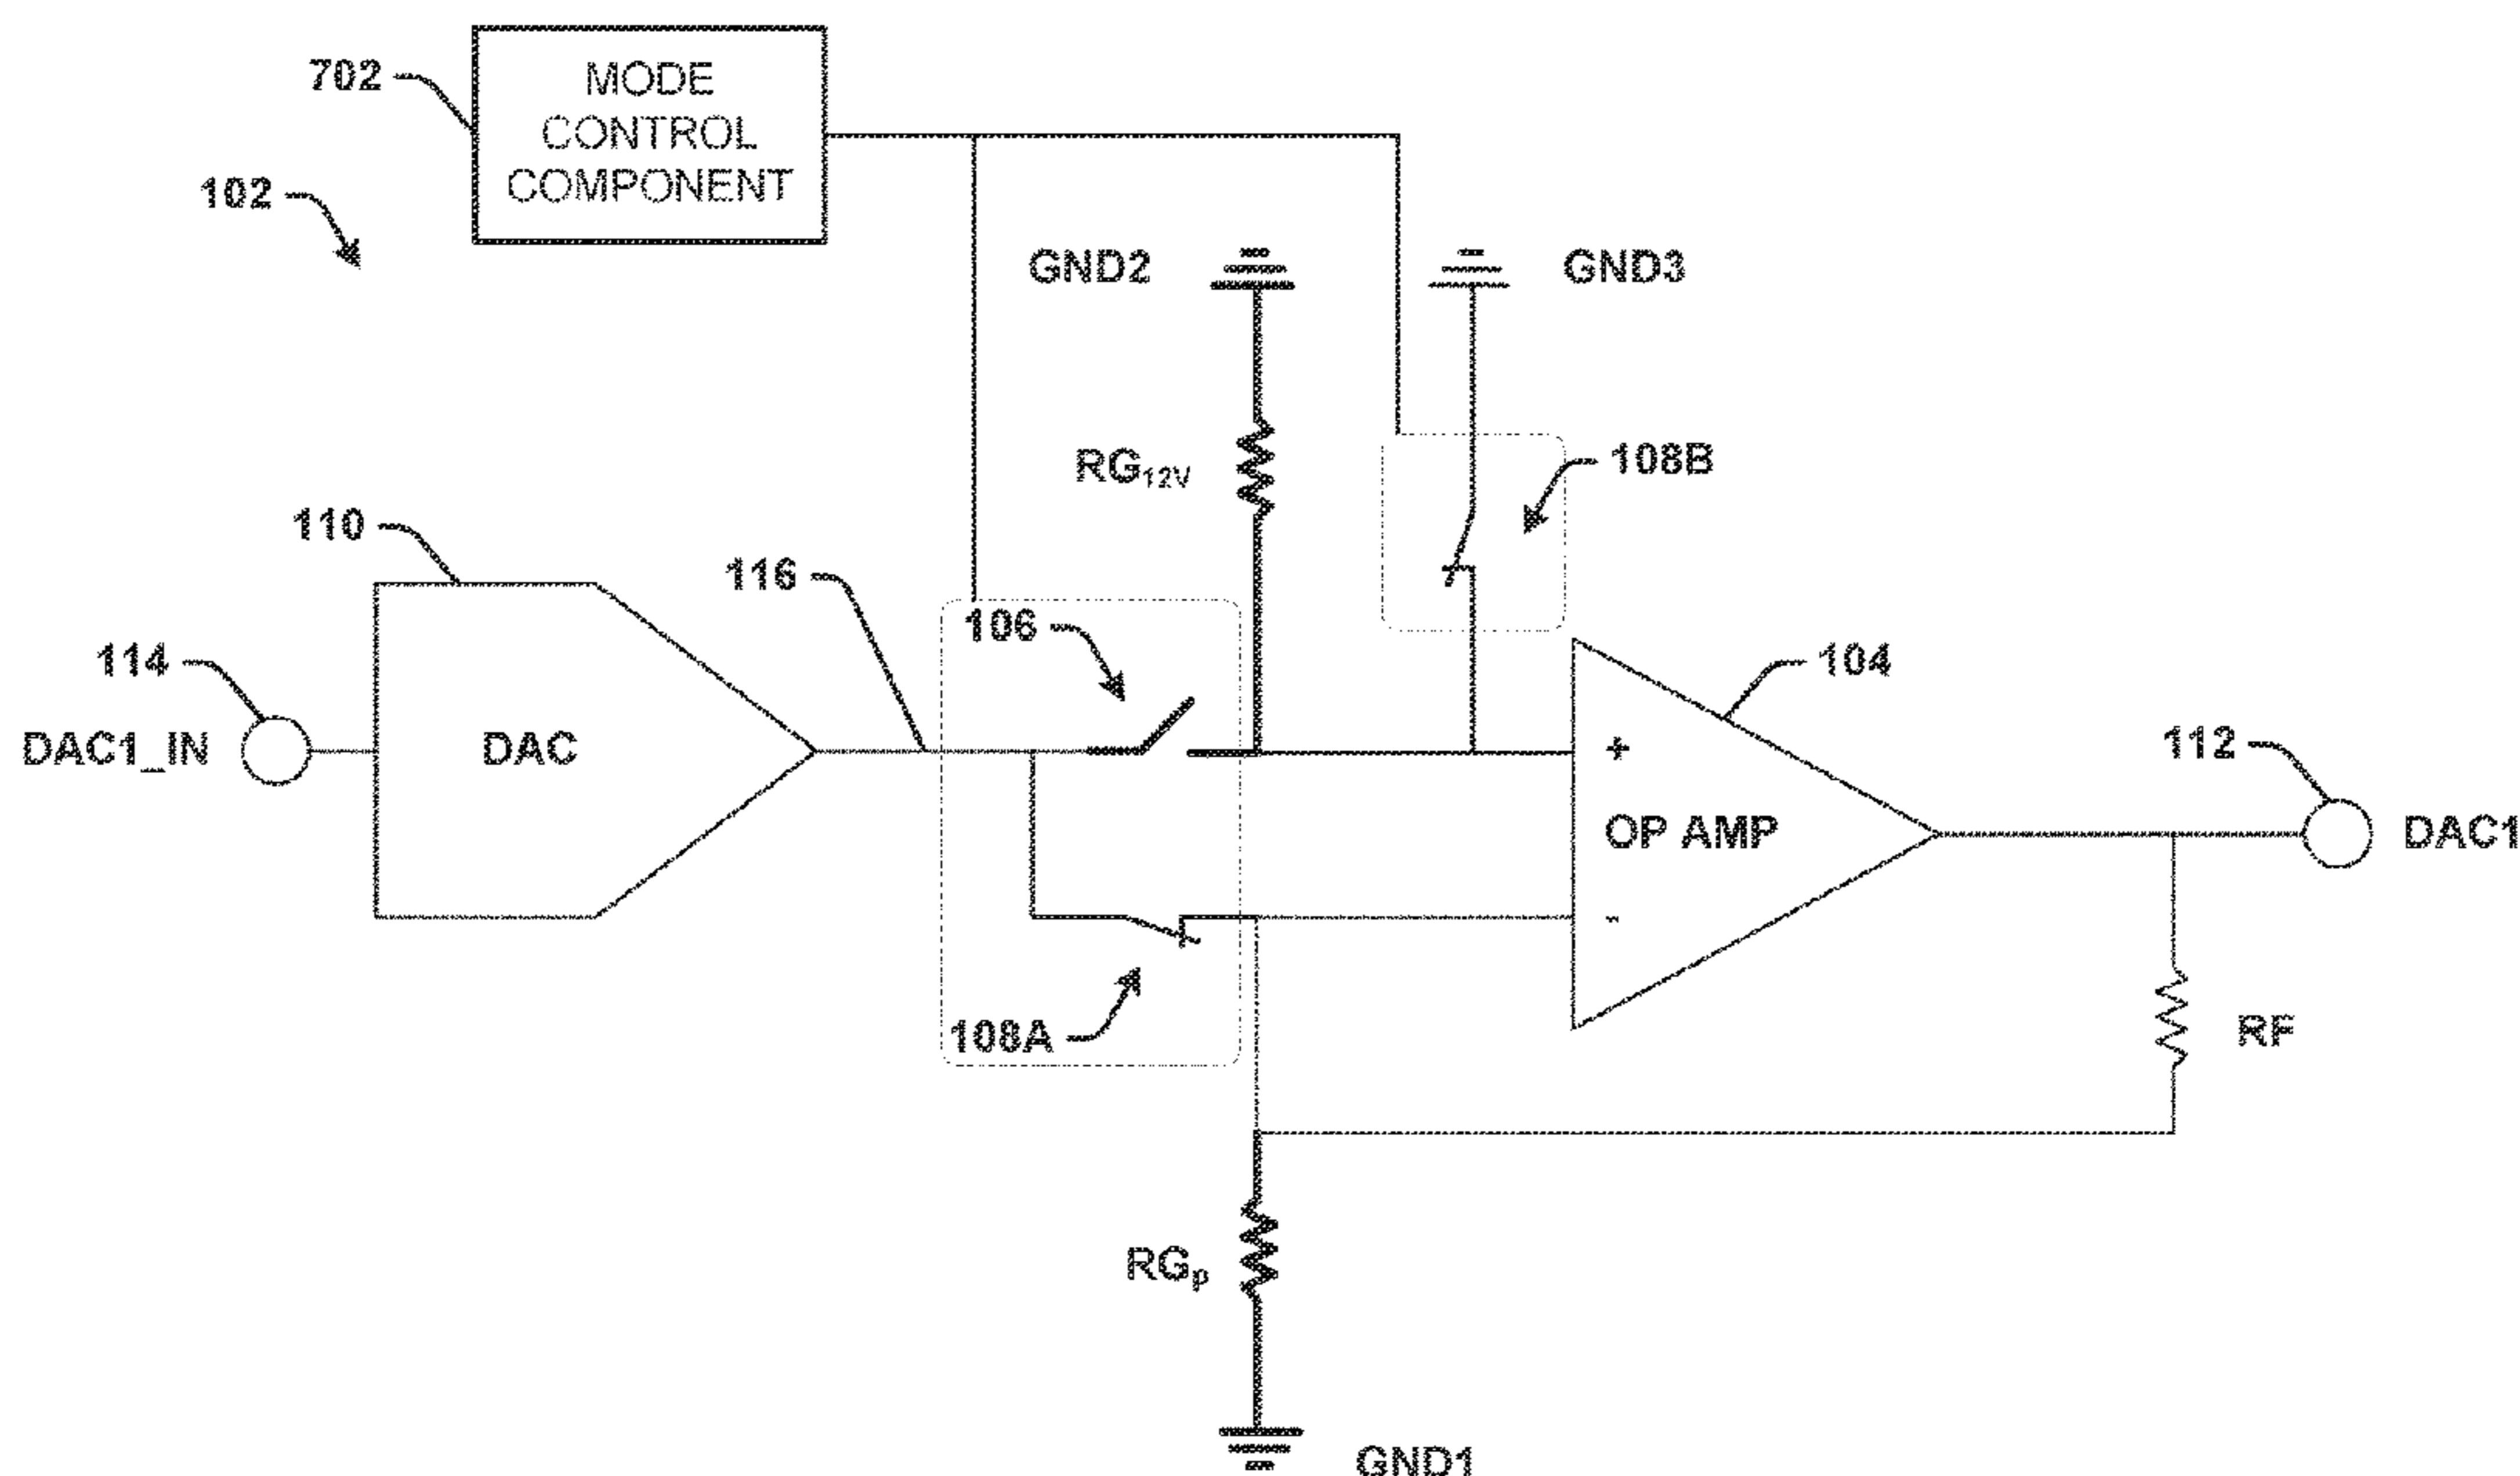 702
MODE
CONTROL
COMPONENT
102
GND2
GND3
RG12V
108B
110
116
106
114
104
DAC1_IN
DAC
+
112
OP AMP
DAC1
-
108A
RF
RGp
GND1